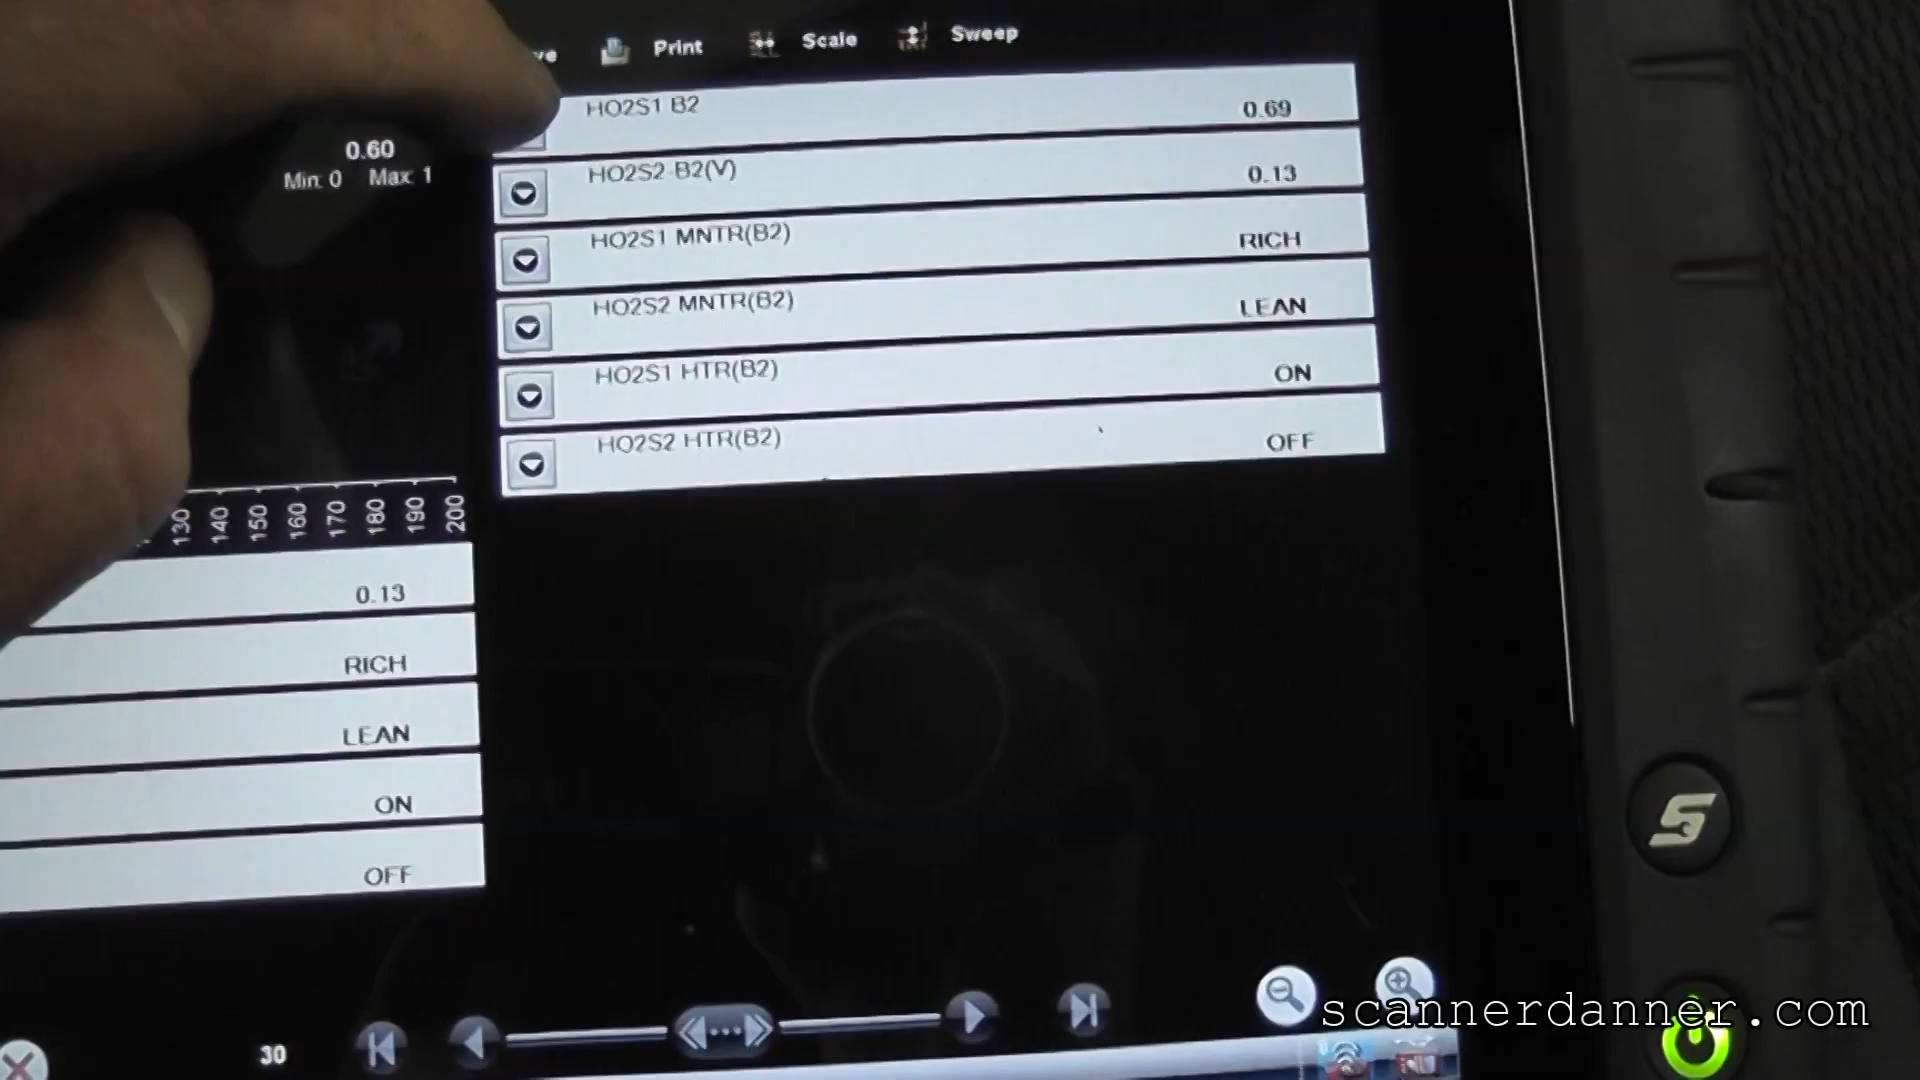 Print Scale Sweep
HO2S1 B2 0.69
0.60
Min: 0 Max: 1
HO2S2 B2(V) 0.13
HO2S1 MNTR(B2) RICH
HO2S2 MNTR(B2) LEAN
HO2S1 HTR(B2) ON
HO2S2 HTR(B2) OFF
130 140 150 160 170 180 190 200
0.13
RICH
LEAN
ON
OFF
30
scannerdanner.com